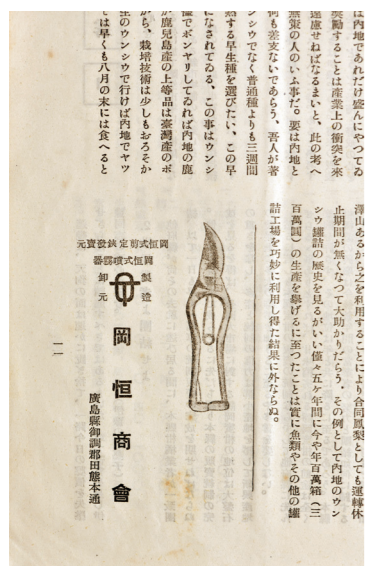 は内地であれだけ盛んにやつてゐ
奬勵することは産業上の衝突を來
遠慮せねばなるまいと、此の考へ
無策の人のいふ事だ。要は内地と
何も差支ないであらう、吾人が著
シウでなく普通種よりも三週間
熟する早生種を選びたい、この早
になされてゐる、この事はウンシ
でボンヤリしてゐれば内地の鹿
が鹿兒島産の上等品は臺灣産のポ
から、栽培技術は少しもおろそか
生のウンシウで行けば内地でヤツ
では早くも八月の末には食へると
澤山あるから之を利用することにより合同鳳梨としても運轉休
止期間が無くなつて大助かりだらう、その例として内地のウン
シウ罐詰の歴史を見るがいい僅々五ヶ年間に今や年百萬箱(三
百萬圓)の生産を擧げるに至つたことは實に魚類やその他の罐
詰工場を巧妙に利用し得た結果に外ならぬ。
岡恒式剪定鋏發賣元
岡恒式噴霧器
製造
卸元
岡恒商會
廣島縣御調郡田熊本通
一一